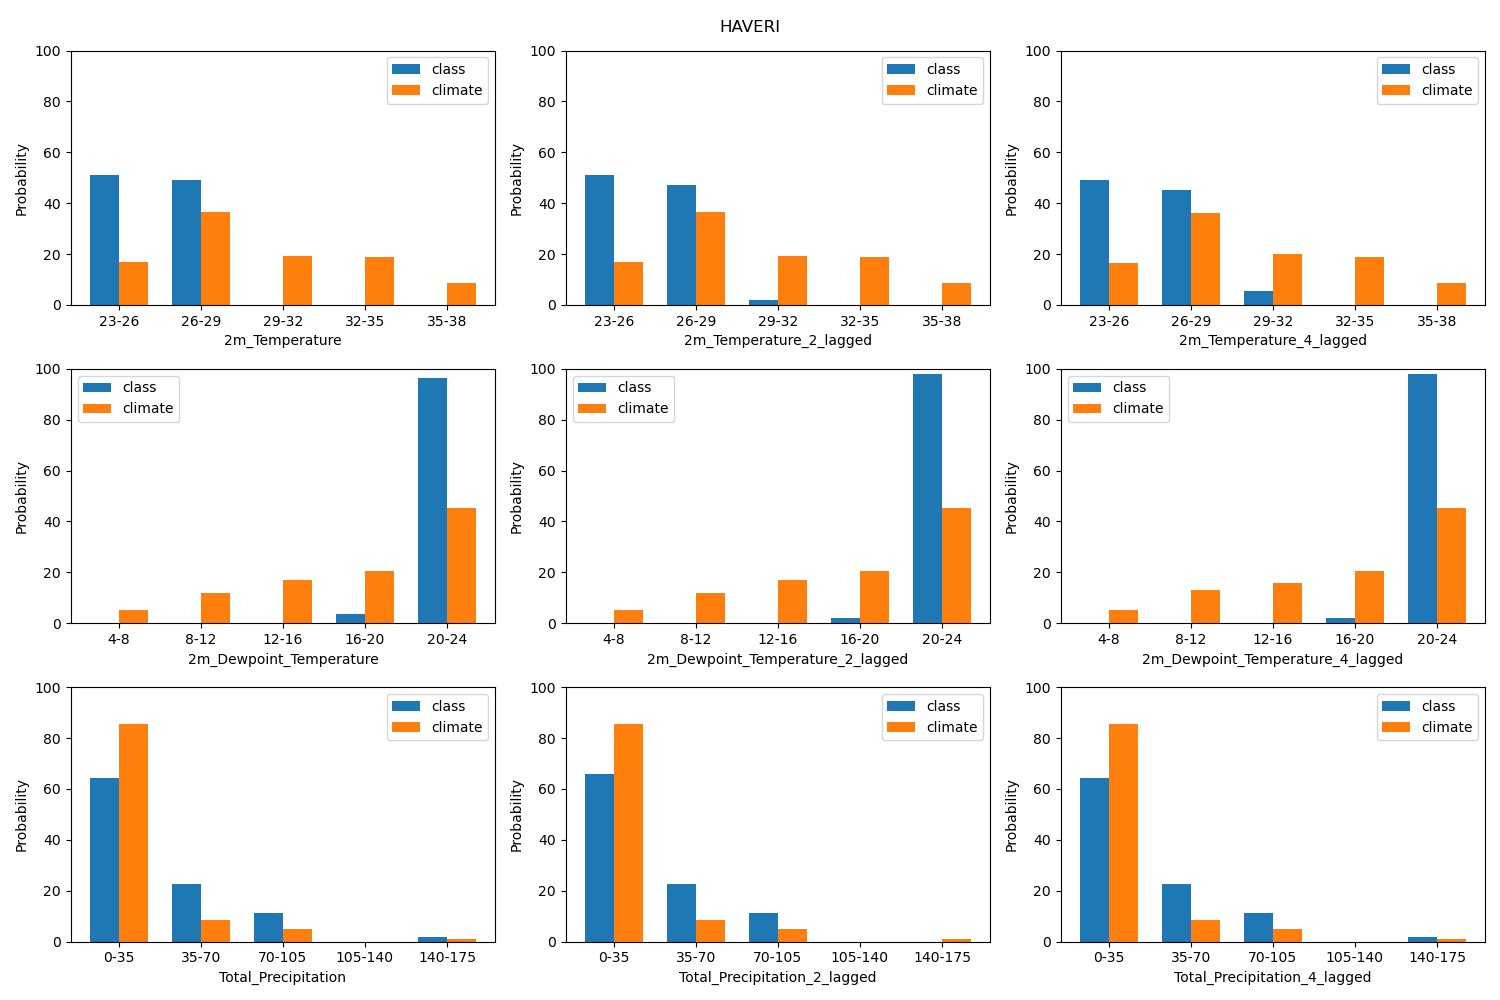 HAVERI
100
80
60
40
20
0
Probability
class
climate
23-26 26-29 29-32 32-35 35-38
2m_Temperature
100
80
60
40
20
0
Probability
class
climate
23-26 26-29 29-32 32-35 35-38
2m_Temperature_2_lagged
100
80
60
40
20
0
Probability
class
climate
23-26 26-29 29-32 32-35 35-38
2m_Temperature_4_lagged
100
80
60
40
20
0
Probability
class
climate
4-8 8-12 12-16 16-20 20-24
2m_Dewpoint_Temperature
100
80
60
40
20
0
Probability
class
climate
4-8 8-12 12-16 16-20 20-24
2m_Dewpoint_Temperature_2_lagged
100
80
60
40
20
0
Probability
class
climate
4-8 8-12 12-16 16-20 20-24
2m_Dewpoint_Temperature_4_lagged
100
80
60
40
20
0
Probability
class
climate
0-35 35-70 70-105 105-140 140-175
Total_Precipitation
100
80
60
40
20
0
Probability
class
climate
0-35 35-70 70-105 105-140 140-175
Total_Precipitation_2_lagged
100
80
60
40
20
0
Probability
class
climate
0-35 35-70 70-105 105-140 140-175
Total_Precipitation_4_lagged